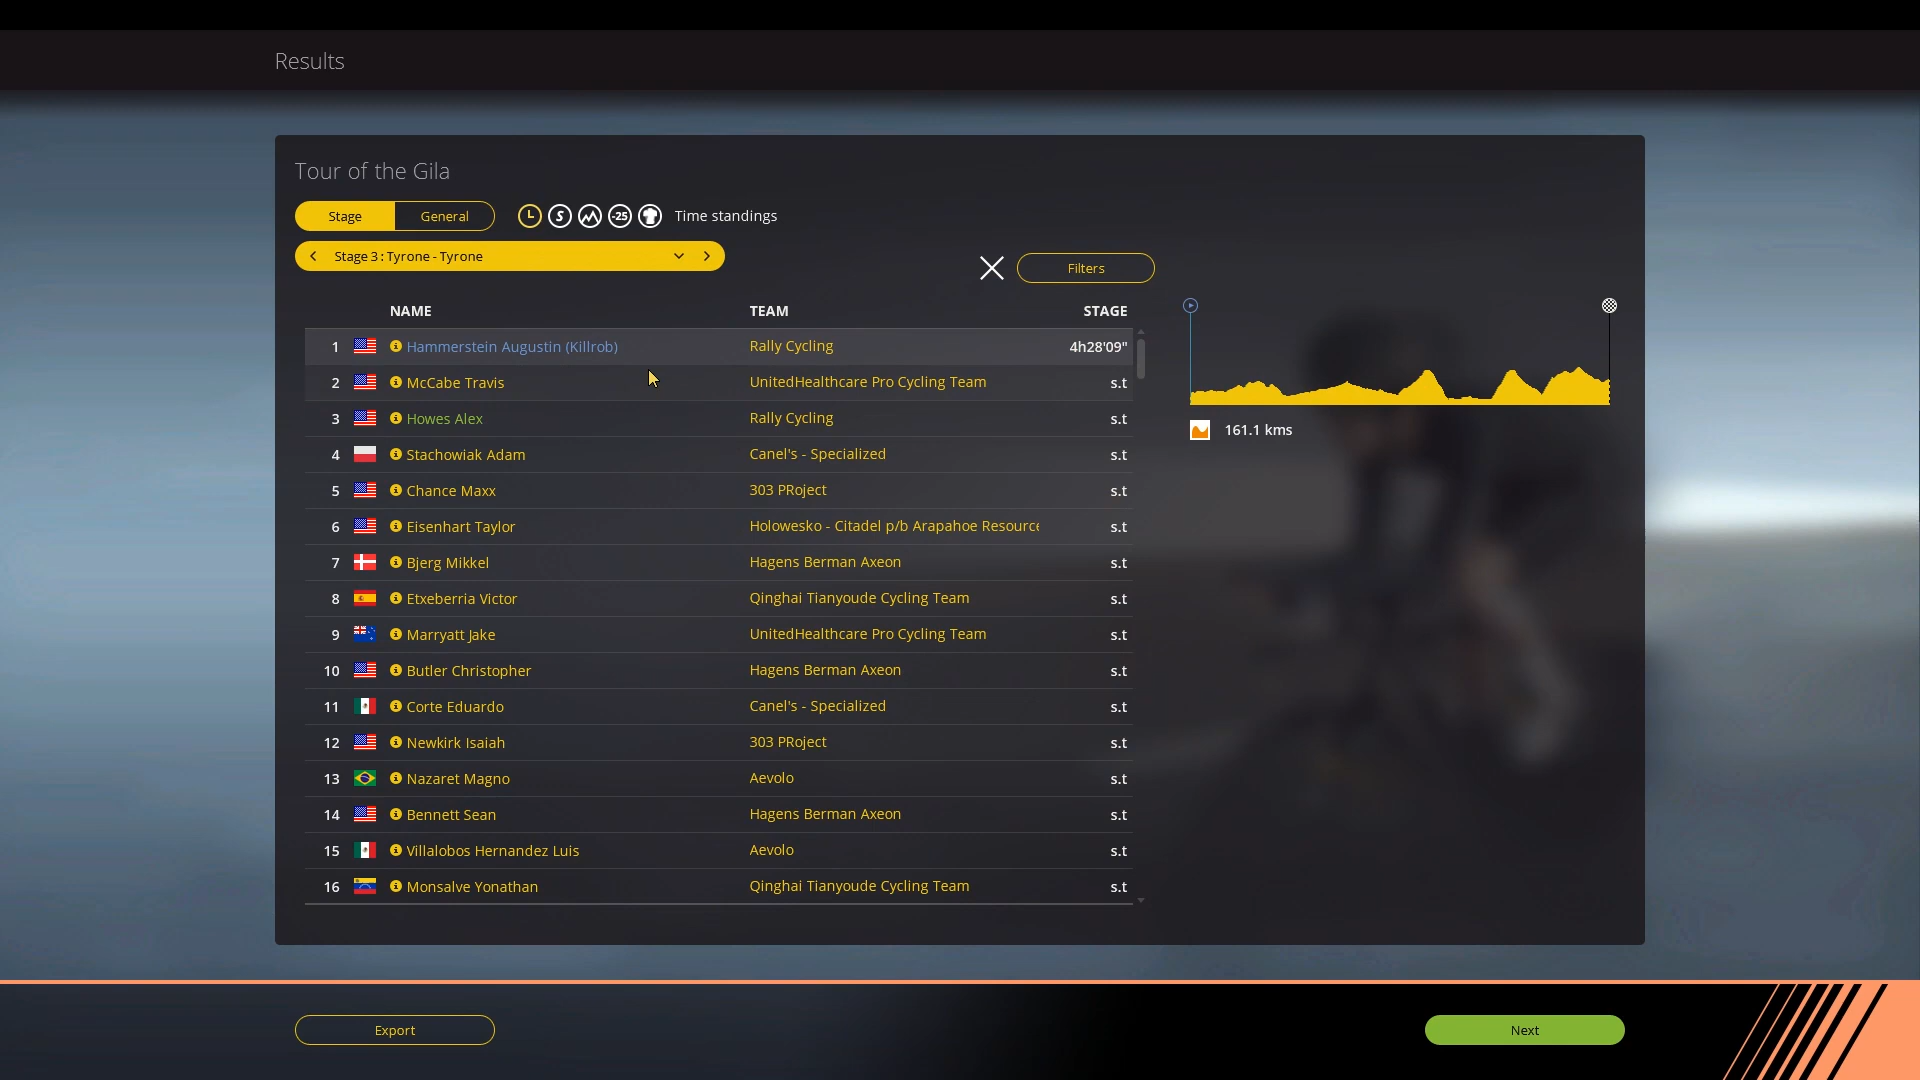 Results
Tour of the Gila
Stage General S -25 Time standings
Stage 3 : Tyrone - Tyrone
Filters
NAME TEAM STAGE
1 Hammerstein Augustin (Killrob) Rally Cycling 4h28'09"
2 McCabe Travis UnitedHealthcare Pro Cycling Team s.t
3 Howes Alex Rally Cycling s.t
4 Stachowiak Adam Canel's - Specialized s.t
5 Chance Maxx 303 PRoject s.t
6 Eisenhart Taylor Holowesko - Citadel p/b Arapahoe Resource s.t
7 Bjerg Mikkel Hagens Berman Axeon s.t
8 Etxeberria Victor Qinghai Tianyoude Cycling Team s.t
9 Marryatt Jake UnitedHealthcare Pro Cycling Team s.t
10 Butler Christopher Hagens Berman Axeon s.t
11 Corte Eduardo Canel's - Specialized s.t
12 Newkirk Isaiah 303 PRoject s.t
13 Nazaret Magno Aevolo s.t
14 Bennett Sean Hagens Berman Axeon s.t
15 Villalobos Hernandez Luis Aevolo s.t
16 Monsalve Yonathan Qinghai Tianyoude Cycling Team s.t
161.1 kms
Export
Next